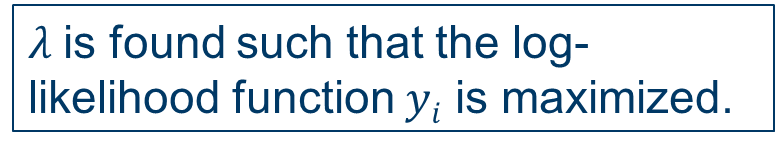 λ is found such that the log-
likelihood function yᵢ is maximized.